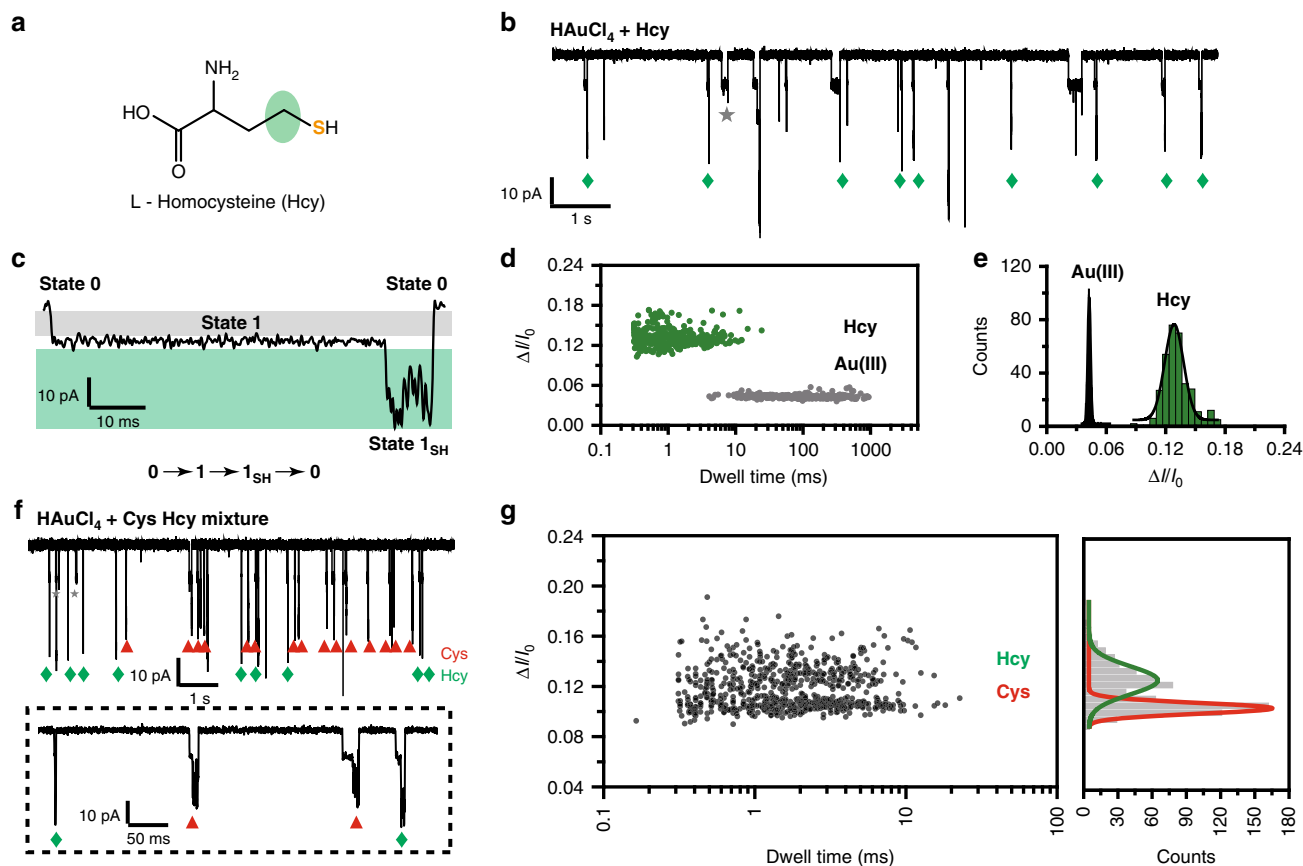 a
NH2
HO
SH
O
L - Homocysteine (Hcy)
b
HAuCl4 + Hcy
10 pA
1 s
c
State 0
State 0
State 1
10 pA
10 ms
State 1SH
0 → 1 → 1SH → 0
d
0.24
0.18
0.12
0.06
0.00
ΔI/I0
Hcy
Au(III)
0.1
1
10
100
1000
Dwell time (ms)
e
120
80
40
0
Counts
Au(III)
Hcy
0.00
0.06
0.12
0.18
0.24
ΔI/I0
f
HAuCl4 + Cys Hcy mixture
Cys
Hcy
10 pA
1 s
10 pA
50 ms
g
0.24
0.20
0.16
0.12
0.08
0.04
ΔI/I0
Hcy
Cys
0.1
1
10
100
Dwell time (ms)
0
30
60
90
120
150
180
Counts